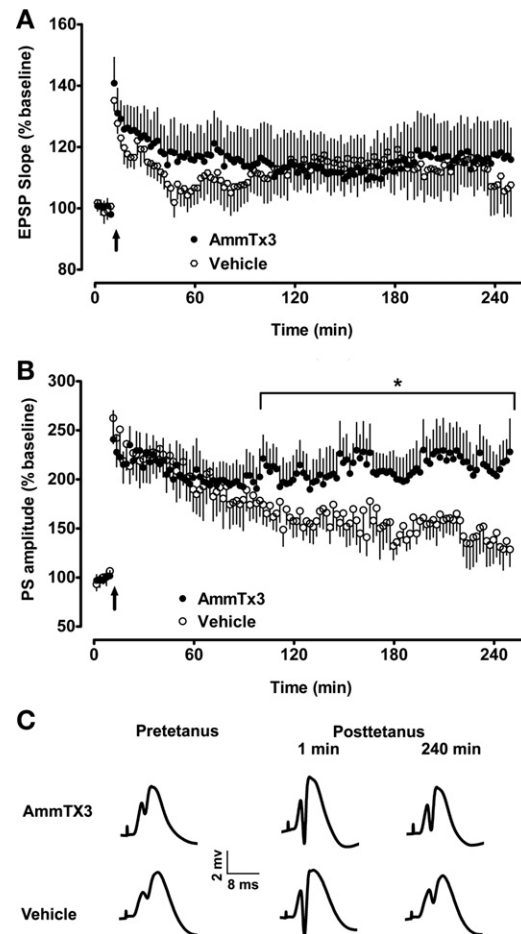 A
EPSP Slope (% baseline)
160
140
120
100
80
AmmTx3
Vehicle
0 60 120 180 240
Time (min)
B
*
PS amplitude (% baseline)
300
250
200
150
100
50
AmmTx3
Vehicle
0 60 120 180 240
Time (min)
C
Pretetanus Posttetanus
1 min 240 min
AmmTX3
2 mv
8 ms
Vehicle